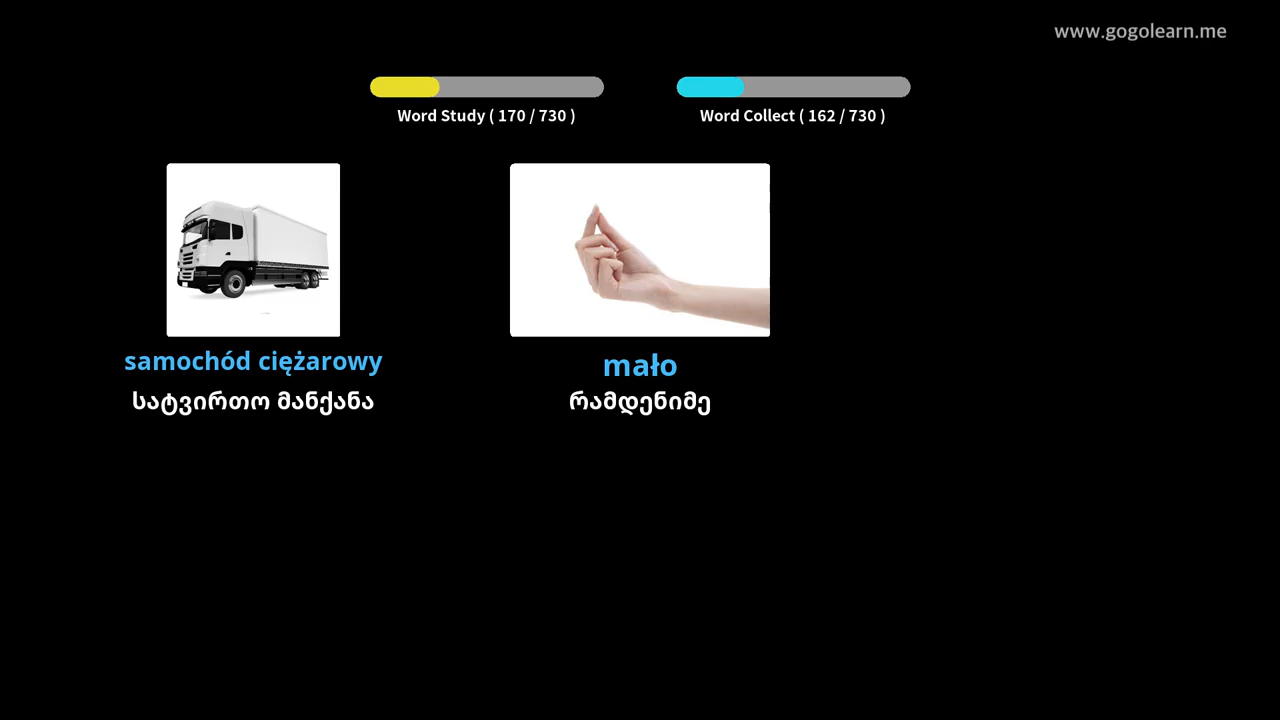 www.gogolearn.me
Word Study ( 170 / 730 )
Word Collect ( 162 / 730 )
samochód ciężarowy
სატვირთო მანქანა
mało
რამდენიმე